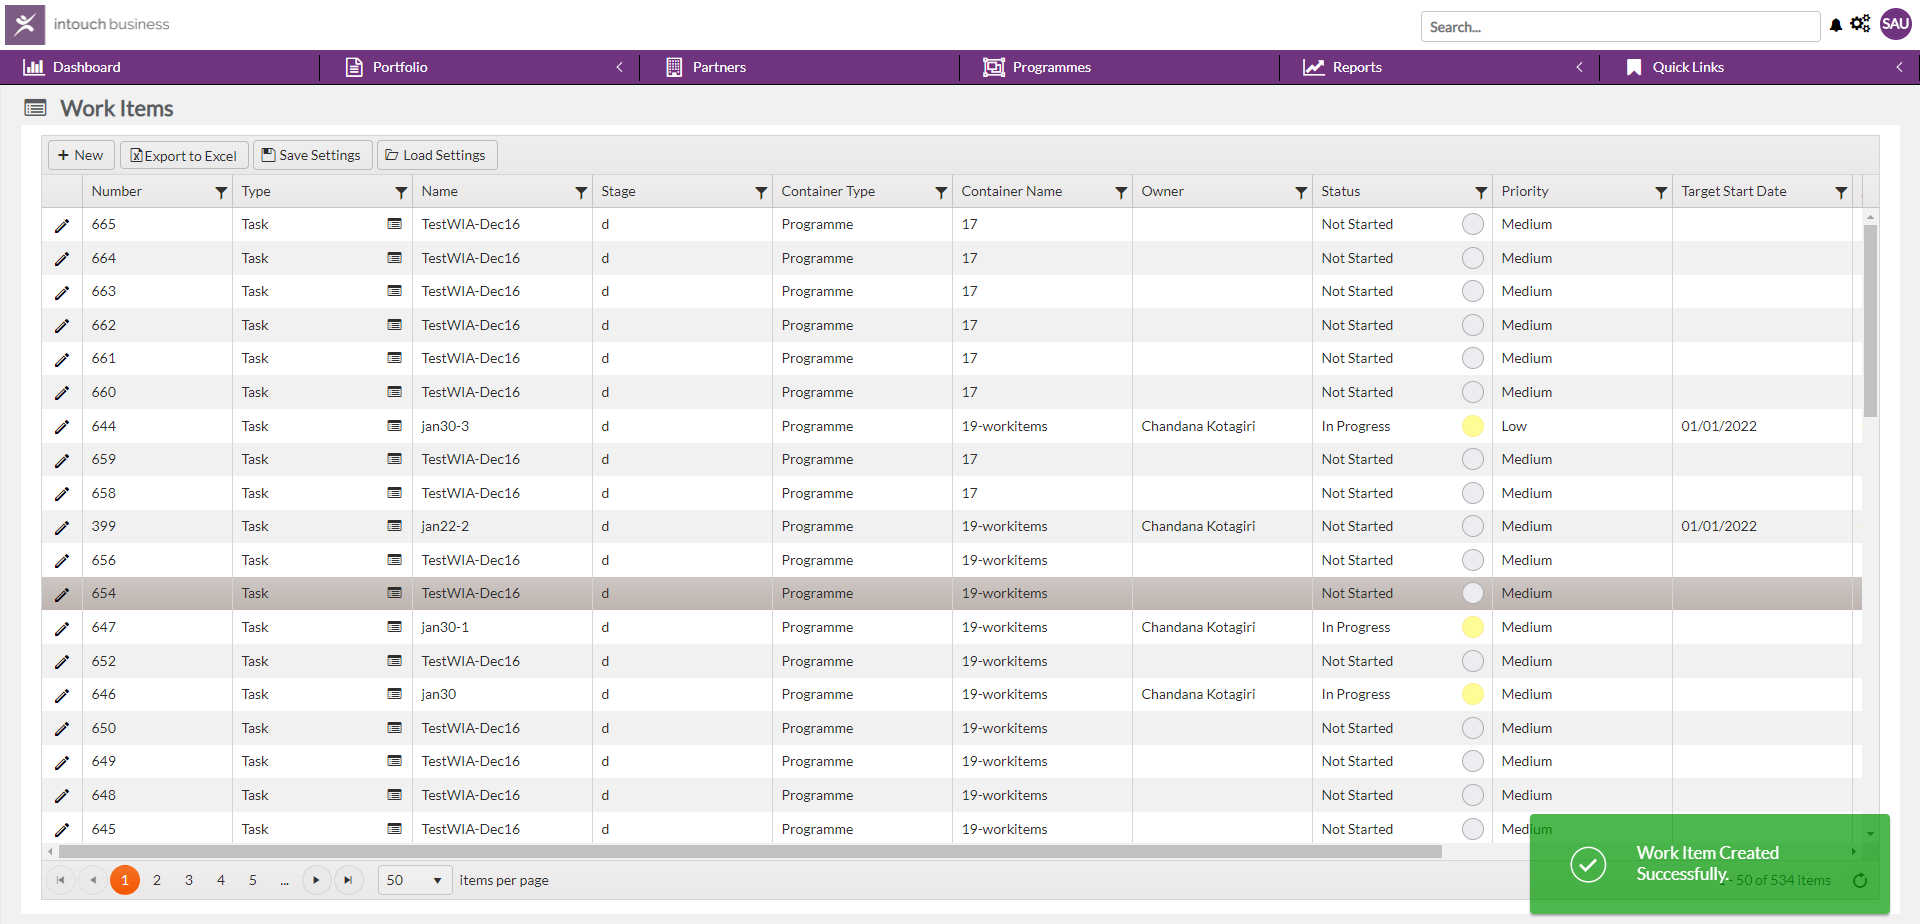 intouch business
Search...
SAU
Dashboard
Portfolio
Partners
Programmes
Reports
Quick Links
Work Items
+ New
Export to Excel
Save Settings
Load Settings
Number Type Name Stage Container Type Container Name Owner Status Priority Target Start Date
665 Task TestWIA-Dec16 d Programme 17 Not Started Medium
664 Task TestWIA-Dec16 d Programme 17 Not Started Medium
663 Task TestWIA-Dec16 d Programme 17 Not Started Medium
662 Task TestWIA-Dec16 d Programme 17 Not Started Medium
661 Task TestWIA-Dec16 d Programme 17 Not Started Medium
660 Task TestWIA-Dec16 d Programme 17 Not Started Medium
644 Task jan30-3 d Programme 19-workitems Chandana Kotagiri In Progress Low 01/01/2022
659 Task TestWIA-Dec16 d Programme 17 Not Started Medium
658 Task TestWIA-Dec16 d Programme 17 Not Started Medium
399 Task jan22-2 d Programme 19-workitems Chandana Kotagiri Not Started Medium 01/01/2022
656 Task TestWIA-Dec16 d Programme 19-workitems Not Started Medium
654 Task TestWIA-Dec16 d Programme 19-workitems Not Started Medium
647 Task jan30-1 d Programme 19-workitems Chandana Kotagiri In Progress Medium
652 Task TestWIA-Dec16 d Programme 19-workitems Not Started Medium
646 Task jan30 d Programme 19-workitems Chandana Kotagiri In Progress Medium
650 Task TestWIA-Dec16 d Programme 19-workitems Not Started Medium
649 Task TestWIA-Dec16 d Programme 19-workitems Not Started Medium
648 Task TestWIA-Dec16 d Programme 19-workitems Not Started Medium
645 Task TestWIA-Dec16 d Programme 19-workitems Not Started Medium
1 2 3 4 5 ... 50 items per page
Work Item Created
Successfully.
- 50 of 534 items